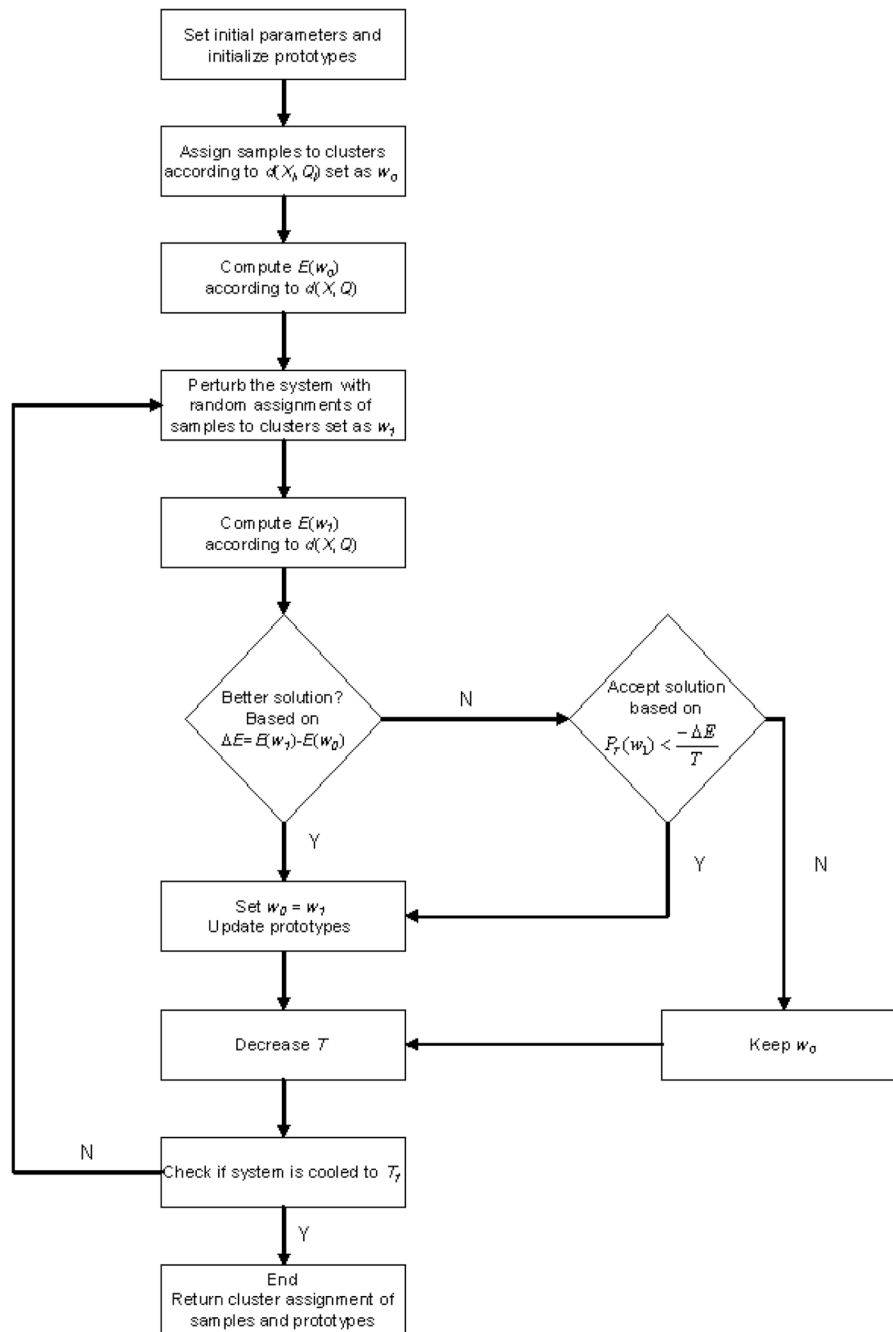 Set initial parameters and
initialize prototypes
Assign samples to clusters
according to d(Xᵢ, Qᵢ) set as w₀
Compute E(w₀)
according to d(X, Q)
Perturb the system with
random assignments of
samples to clusters set as w₁
Compute E(w₁)
according to d(X, Q)
Better solution?
Based on
ΔE= E(w₁)-E(w₀)
N
Accept solution
based on
Pᵣ(w₁) < -ΔE
T
Y
Y
N
Set w₀ = w₁
Update prototypes
Decrease T
Keep w₀
N
Check if system is cooled to T₁
Y
End
Return cluster assignment of
samples and prototypes